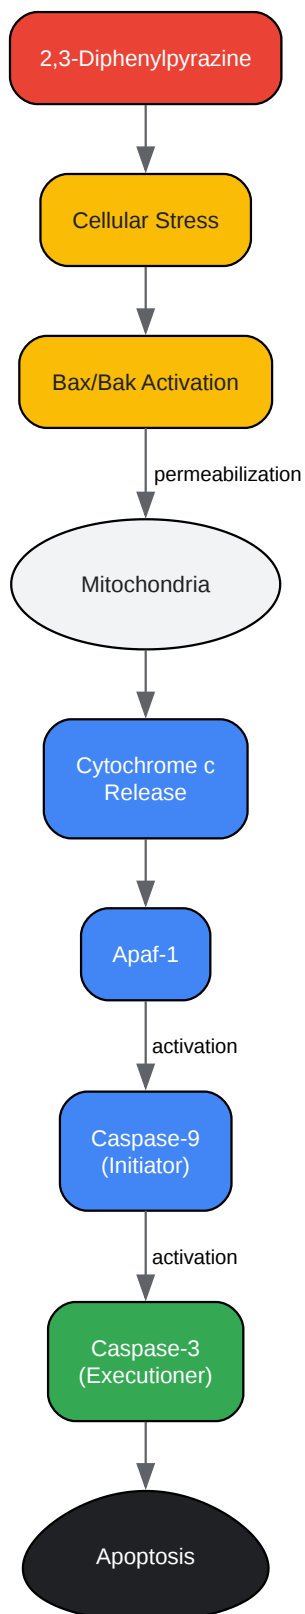 2,3-Diphenylpyrazine
Cellular Stress
Bax/Bak Activation
permeabilization
Mitochondria
Cytochrome c
Release
Apaf-1
activation
Caspase-9
(Initiator)
activation
Caspase-3
(Executioner)
Apoptosis